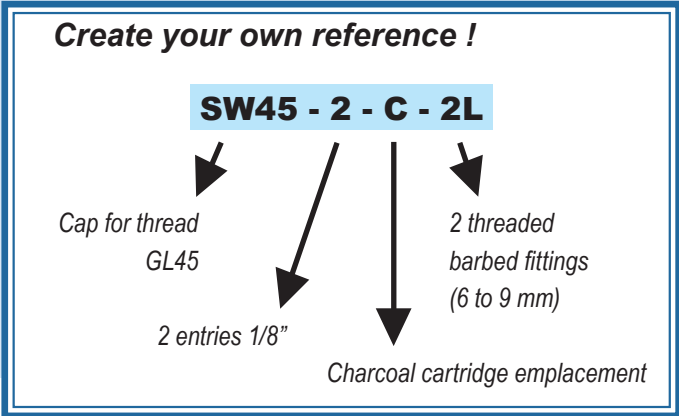 Create your own reference !
SW45 - 2 - C - 2L
Cap for thread
GL45
2 threaded
barbed fittings
(6 to 9 mm)
2 entries 1/8”
Charcoal cartridge emplacement